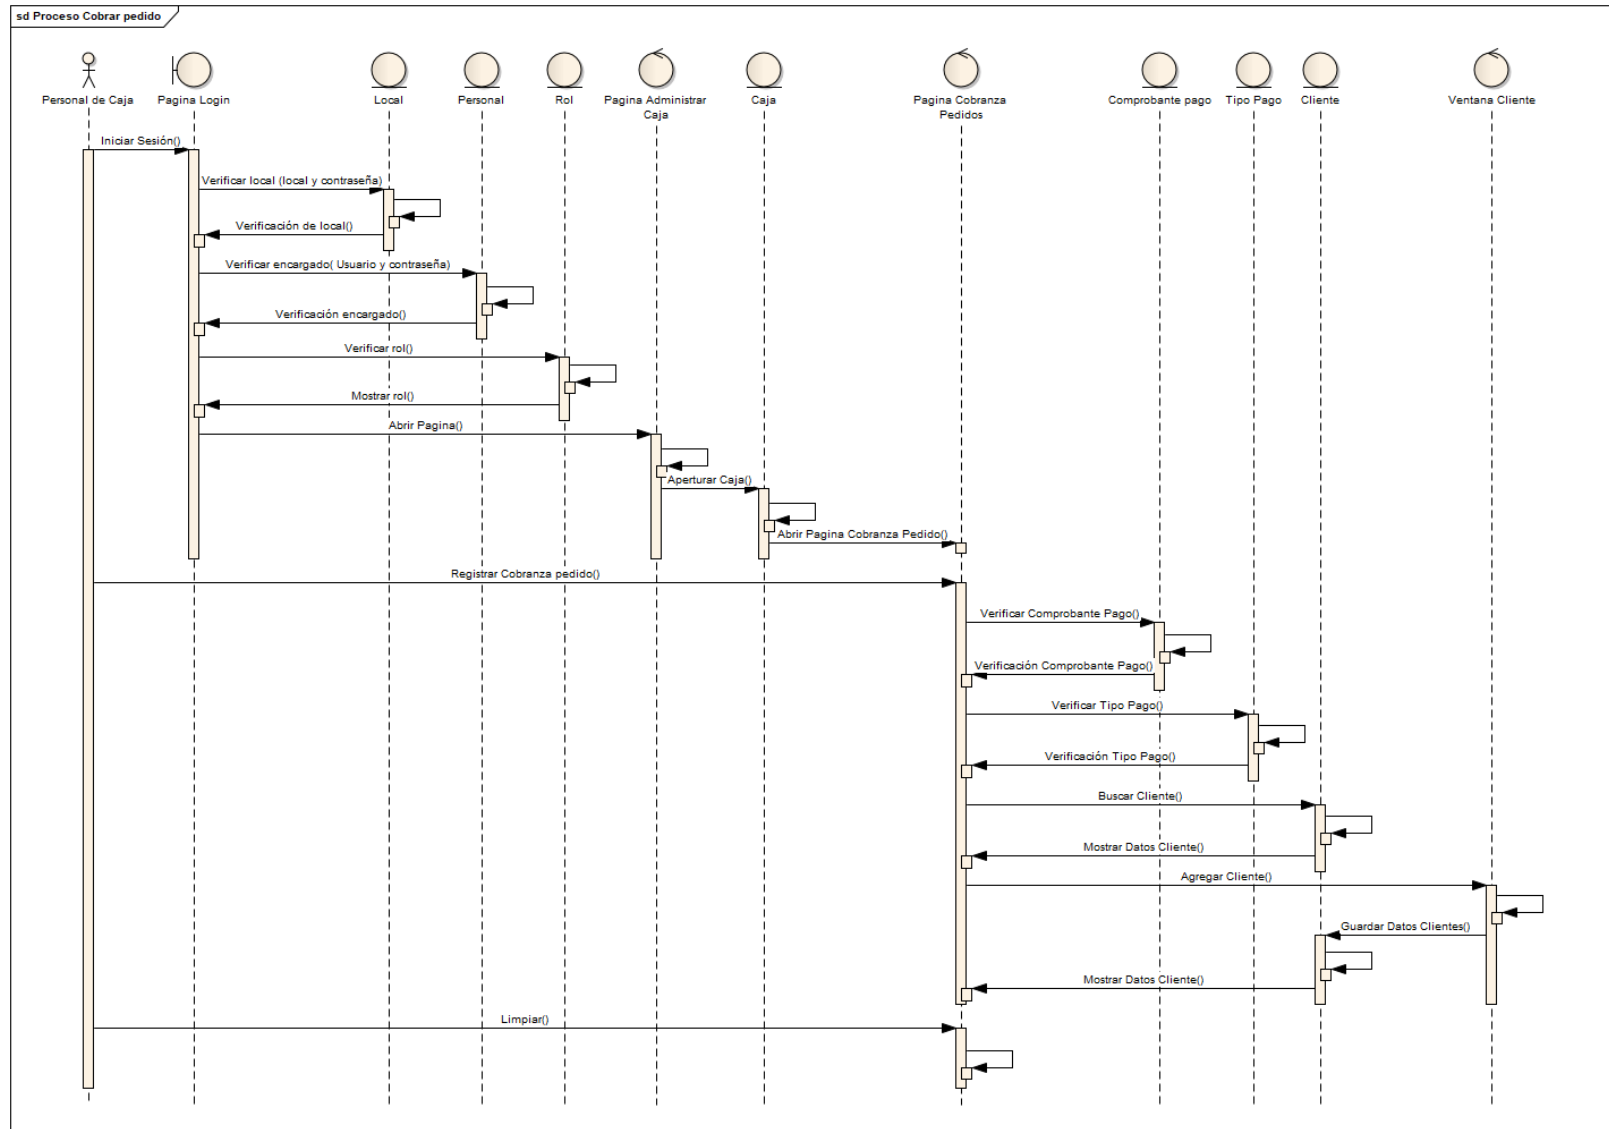 sd Proceso Cobrar pedido
Personal de Caja
Pagina Login
Local
Personal
Rol
Pagina Administrar
Caja
Caja
Pagina Cobranza
Pedidos
Comprobante pago
Tipo Pago
Cliente
Ventana Cliente
Iniciar Sesión()
Verificar local (local y contraseña)
Verificación de local()
Verificar encargado( Usuario y contraseña)
Verificación encargado()
Verificar rol()
Mostrar rol()
Abrir Pagina()
Aperturar Caja()
Abrir Pagina Cobranza Pedido()
Registrar Cobranza pedido()
Verificar Comprobante Pago()
Verificación Comprobante Pago()
Verificar Tipo Pago()
Verificación Tipo Pago()
Buscar Cliente()
Mostrar Datos Cliente()
Agregar Cliente()
Guardar Datos Clientes()
Mostrar Datos Cliente()
Limpiar()